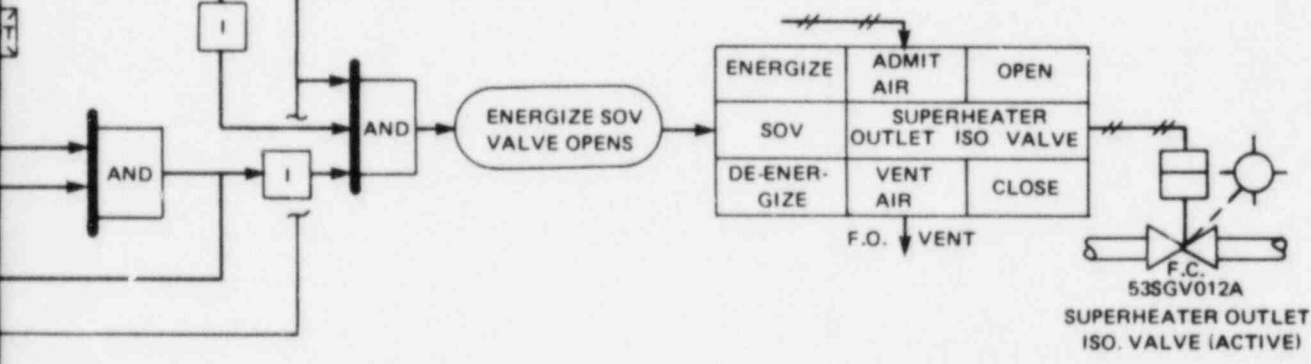 T
I
AND
I
AND
ENERGIZE SOV
VALVE OPENS
ENERGIZE
ADMIT
AIR
OPEN
SOV
SUPERHEATER
OUTLET ISO VALVE
DE-ENER-
GIZE
VENT
AIR
CLOSE
F.O. VENT
F.C.
53SGV012A
SUPERHEATER OUTLET
ISO. VALVE (ACTIVE)